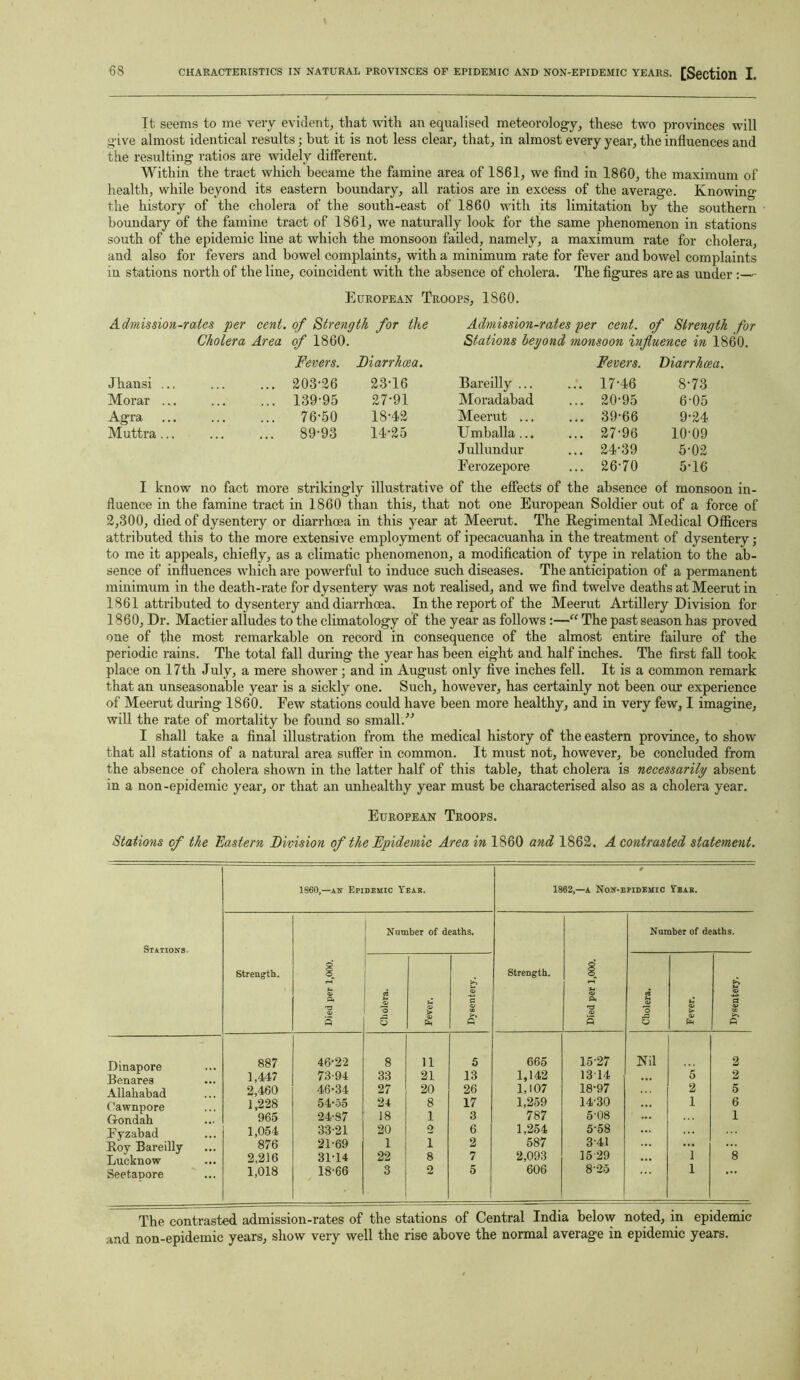 68 CHARACTERISTICS IN NATURAL PROVINCES OF EPIDEMIC AND NON-EPIDEMIC YEARS. [Section I.
It seems to me very evident, that with an equalised meteorology, these two provinces will
give almost identical results; but it is not less clear, that, in almost every year, the influences and
the resulting ratios are widely different.
Within the tract which became the famine area of 1861, we find in 1860, the maximum of
health, while beyond its eastern boundary, all ratios are in excess of the average. Knowing
the history of the cholera of the south-east of 1860 with its limitation by the southern
boundary of the famine tract of 1861, we naturally look for the same phenomenon in stations
south of the epidemic line at which the monsoon failed, namely, a maximum rate for cholera,
and also for fevers and bowel complaints, with a minimum rate for fever and bowel complaints
in stations north of the line, coincident with the absence of cholera. The figures are as under :—
EUROPEAN TROOPS, 1860.
Admission-rates per cent. of Strength for the Cholera Area of 1860.
Fevers. Diarrhœa.
Jhansi ... ... ... 203·26 23·16
Morar ... ... ... 139·95 27·91
Agra ... ... ... 76·50 18·42
Muttra ... ... ... 89·93 14·25
Admission-rates per cent. of Strength for
Stations beyond monsoon influence in 1860.
Fevers. Diarrhœa.
Bareilly ... ... 17·46 8·73
Moradabad ... 20·95 6·05
Meerut ... ... 39·66 9·24
Umballa ... ... 27·96 10·09
Jullundur ... 24·39 5·02
Ferozepore ... 26·70 5·16
I know no fact more strikingly illustrative of the effects of the absence of monsoon in-
fluence in the famine tract in 1860 than this, that not one European Soldier out of a force of
2,300, died of dysentery or diarrhœa in this year at Meerut. The Regimental Medical Officers
attributed this to the more extensive employment of ipecacuanha in the treatment of dysentery;
to me it appeals, chiefly, as a climatic phenomenon, a modification of type in relation to the ab-
sence of influences which are powerful to induce such diseases. The anticipation of a permanent
minimum in the death-rate for dysentery was not realised, and we find twelve deaths at Meerut in
1861 attributed to dysentery and diarrhœa. In the report of the Meerut Artillery Division for
1860, Dr. Mactier alludes to the climatology of the year as follows :—“ The past season has proved
one of the most remarkable on record in consequence of the almost entire failure of the
periodic rains. The total fall during the year has been eight and half inches. The first fall took
place on 17th July, a mere shower; and in August only five inches fell. It is a common remark
that an unseasonable year is a sickly one. Such, however, has certainly not been our experience
of Meerut during 1860. Few stations could have been more healthy, and in very few, I imagine,
will the rate of mortality be found so small.”
I shall take a final illustration from the medical history of the eastern province, to show
that all stations of a natural area suffer in common. It must not, however, be concluded from
the absence of cholera shown in the latter half of this table, that cholera is necessarily absent
in a non-epidemic year, or that an unhealthy year must be characterised also as a cholera year.
EUROPEAN TROOPS.
Stations of the Eastern Division of the Epidemic Area in 1860 and 1862. A contrasted statement.
STATIONS. 1860,—AN EPIDEMIC YEAR. 1862,—A NON-EPIDEMIC YEAR.
Strength. Died per 1,000. Number of deaths. Strength. Died per 1,000. Number of deaths.
Cholera. Fever. Dysentery. Cholera. Fever. Dysentery.
Dinapore ... 887 46·22 8 11 5 665 15·27 Nil ... 2
Benares ... 1,447 73·94 33 21 13 1,142 13·14 ... 5 2
Allahabad ... 2,460 46·34 27 20 26 1,107 18·97 ... 2 5
Cawnpore ... 1,228 54·55 24 8 17 1,259 14·30 ... 1 6
Gondah ... 965 24·87 18 1 3 787 5·08 ... ... 1
Fyzabad ... 1,054 33·21 20 2 6 1,254 5·58 ... ... ...
Roy Bareilly ... 876 21·69 1 1 2 587 3·41 ... ... ...
Lucknow ... 2,216 31·14 22 8 7 2,093 15·29 ... 1 8
Seetapore ... 1,018 18·66 3 2 5 606 8·25 ... 1 ...
The contrasted admission-rates of the stations of Central India below noted, in epidemic
and non-epidemic years, show very well the rise above the normal average in epidemic years.